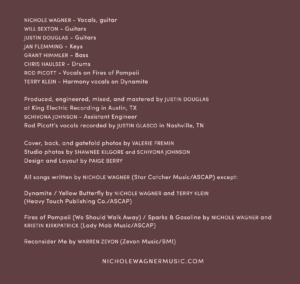 NICHOLE WAGNER - Vocals, guitar
WILL SEXTON - Guitars
JUSTIN DOUGLAS - Guitars
JAN FLEMMING - Keys
GRANT HIMMLER - Bass
CHRIS HAULSER - Drums
ROD PICOTT - Vocals on Fires of Pompeii
TERRY KLEIN - Harmony vocals on Dynamite
Produced, engineered, mixed, and mastered by JUSTIN DOUGLAS
at King Electric Recording in Austin, TX
SCHIVONA JOHNSON - Assistant Engineer
Rod Picott's vocals recorded by JUSTIN GLASCO in Nashville, TN
Cover, back, and gatefold photos by VALERIE FREMIN
Studio photos by SHAWNEE KILGORE and SCHIVONA JOHNSON
Design and Layout by PAIGE BERRY
All songs written by NICHOLE WAGNER (Star Catcher Music/ASCAP) except:
Dynamite / Yellow Butterfly by NICHOLE WAGNER and TERRY KLEIN
(Heavy Touch Publishing Co./ASCAP)
Fires of Pompeii (We Should Walk Away) / Sparks & Gasoline by NICHOLE WAGNER and
KRISTIN KIRKPATRICK (Lady Mob Music/ASCAP)
Reconsider Me by WARREN ZEVON (Zevon Music/BMI)
NICHOLEWAGNERMUSIC.COM